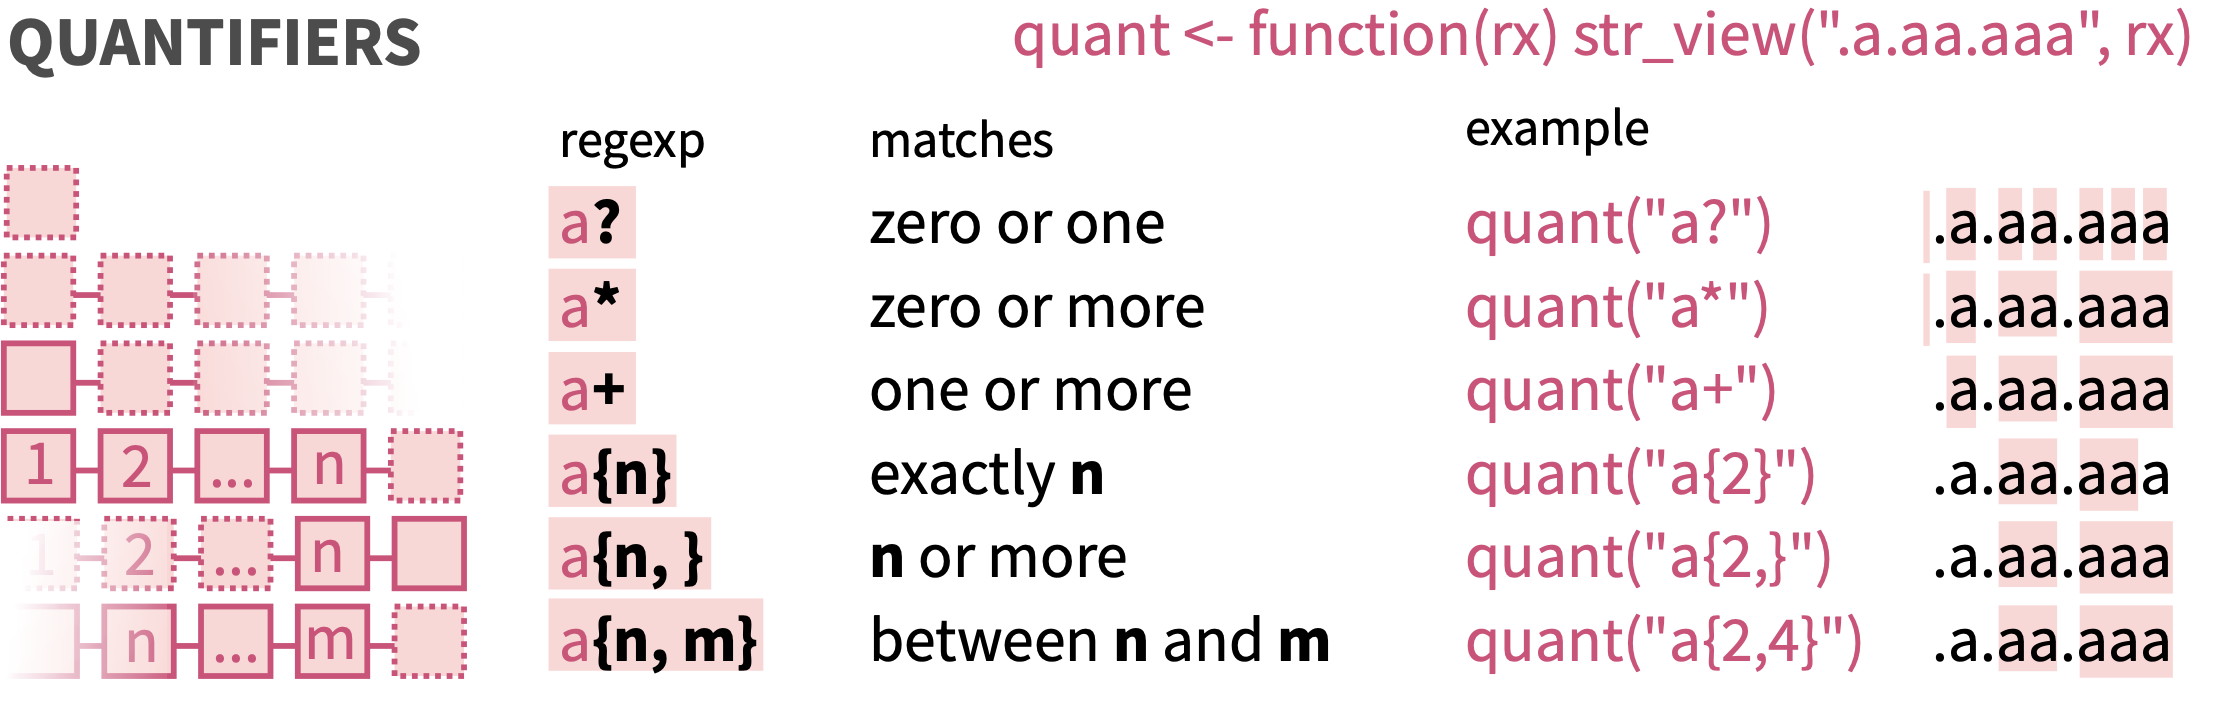 QUANTIFIERS
quant <- function(rx) str_view(".a.aa.aaa", rx)
regexp matches example
a? zero or one quant("a?") .a.aa.aaa
a* zero or more quant("a*") .a.aa.aaa
a+ one or more quant("a+") .a.aa.aaa
1 2 ... n a{n} exactly n quant("a{2}") .a.aa.aaa
1 2 ... n a{n, } n or more quant("a{2,}") .a.aa.aaa
n ... m a{n, m} between n and m quant("a{2,4}") .a.aa.aaa